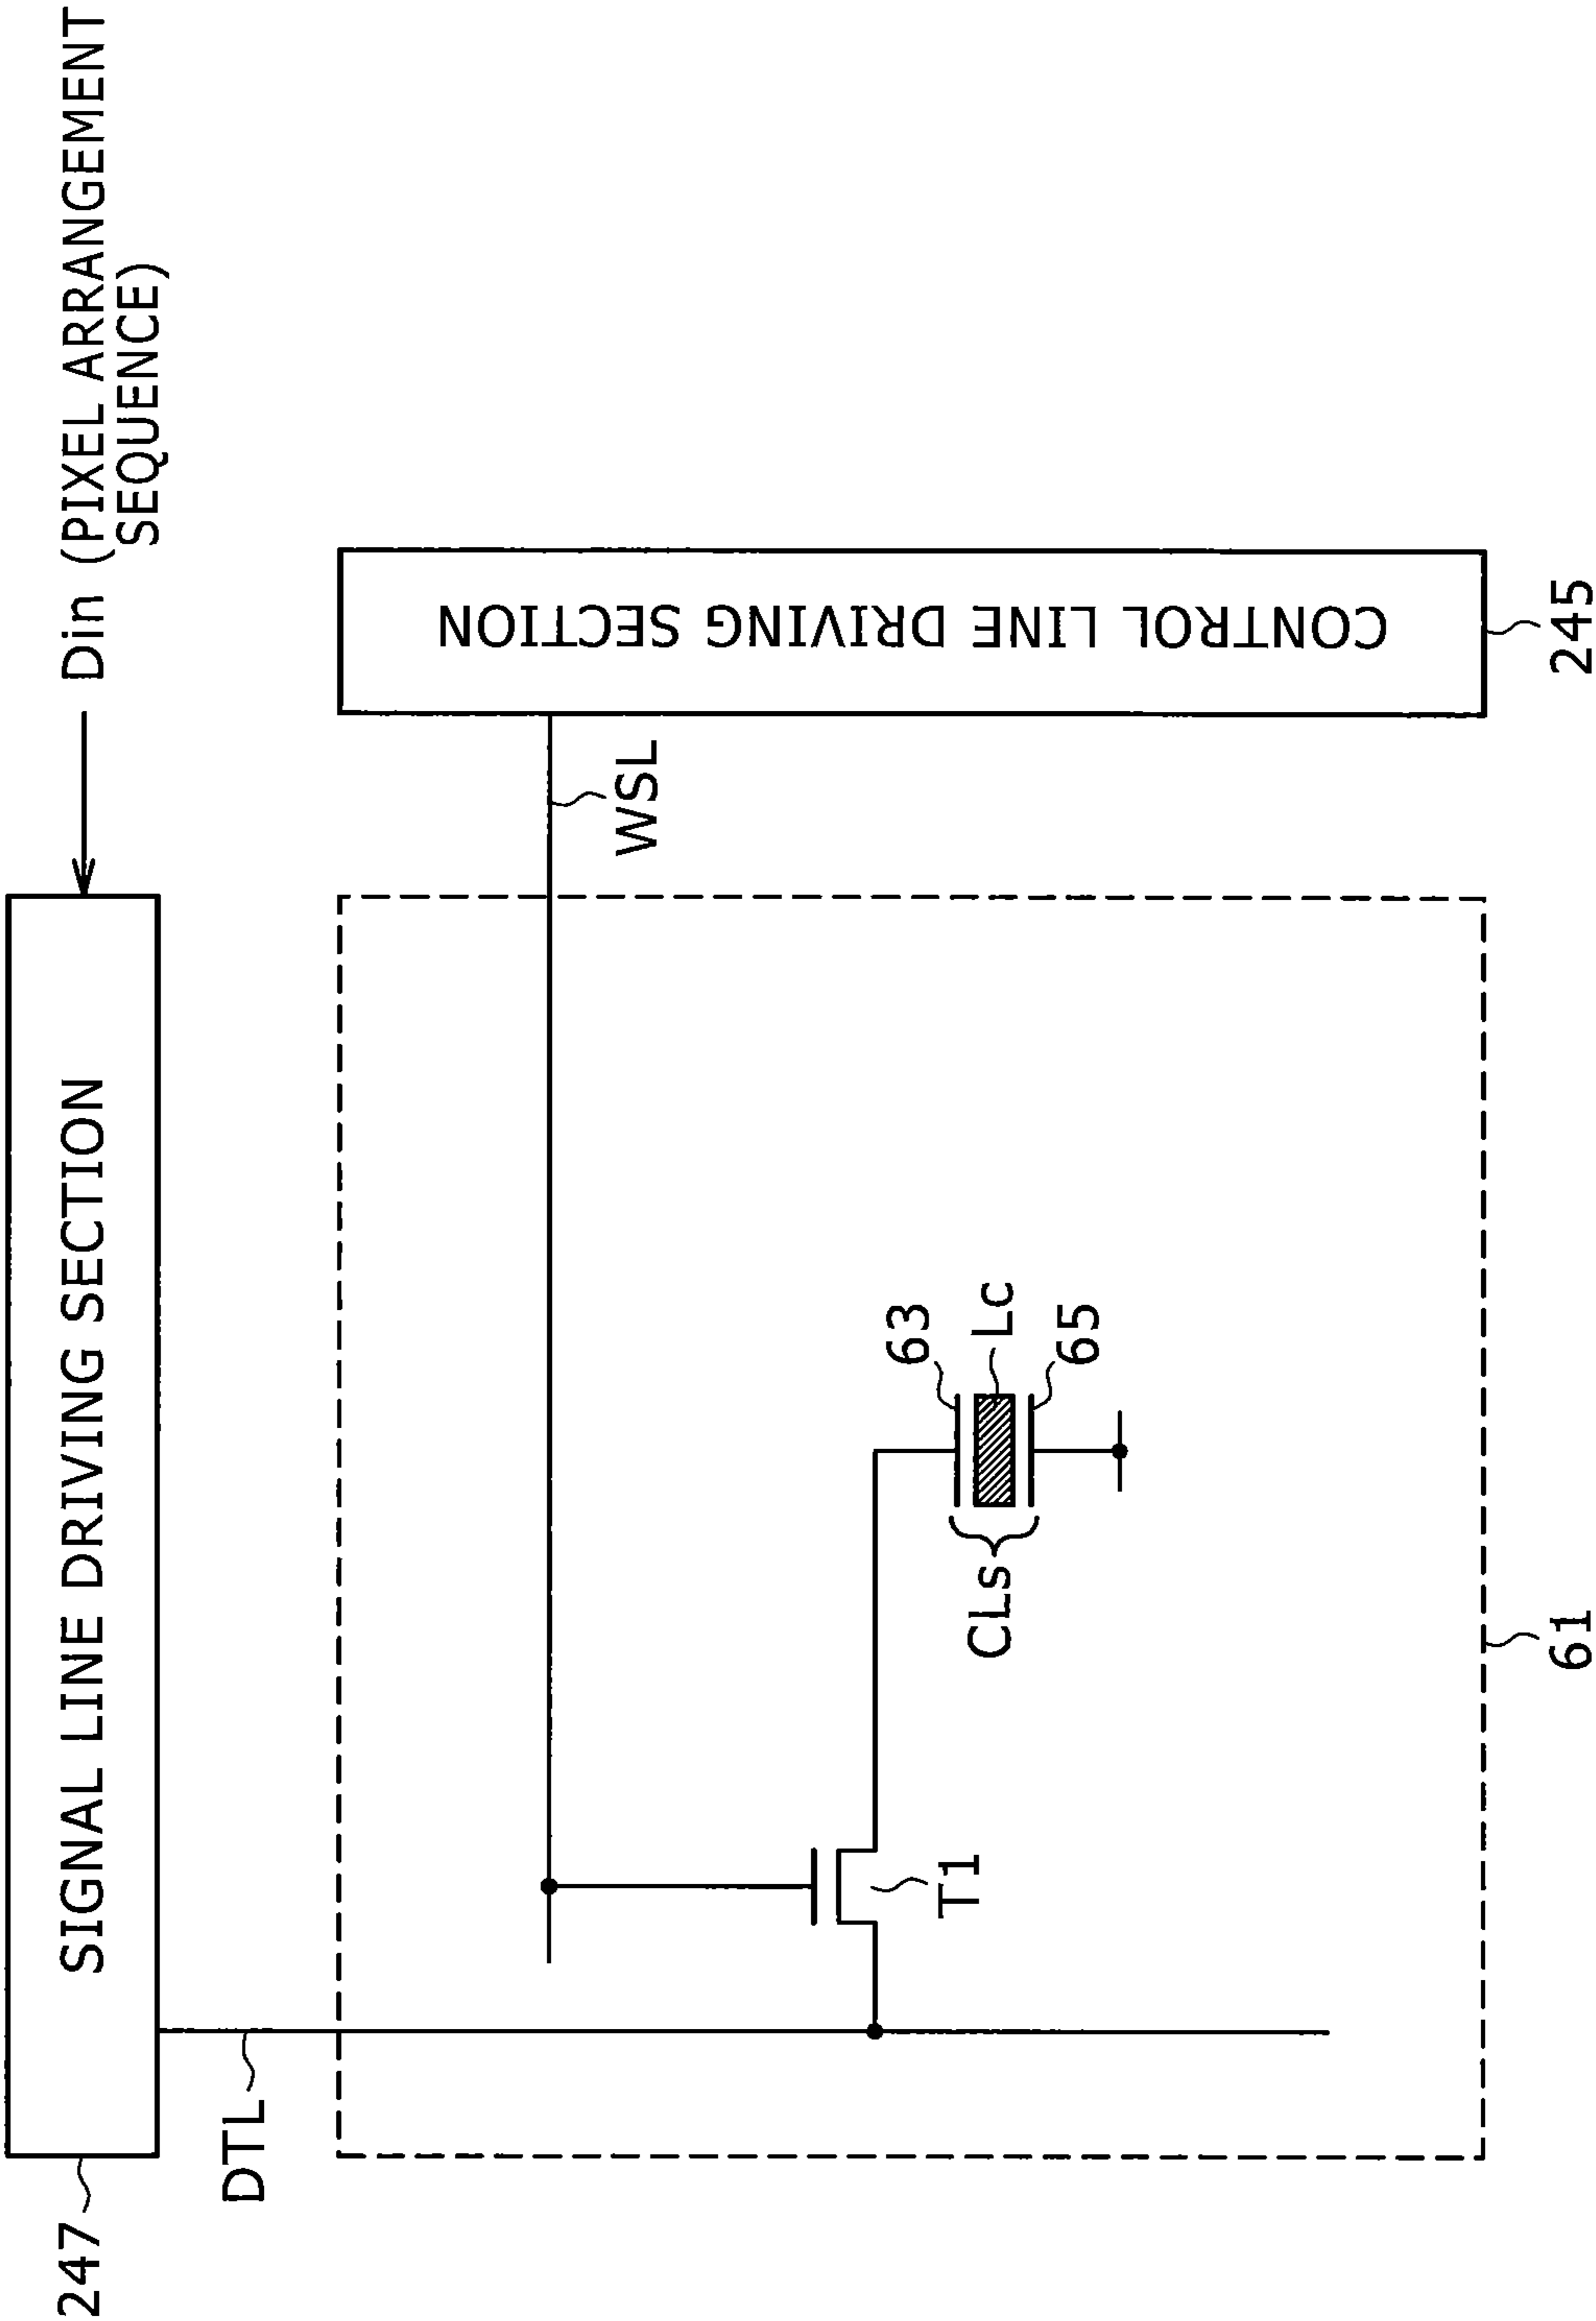 247
SIGNAL LINE DRIVING SECTION
Din (PIXEL ARRANGEMENT
SEQUENCE)
DTL
WSL
CONTROL LINE DRIVING SECTION
T1
CLs
63
Lc
65
61
245